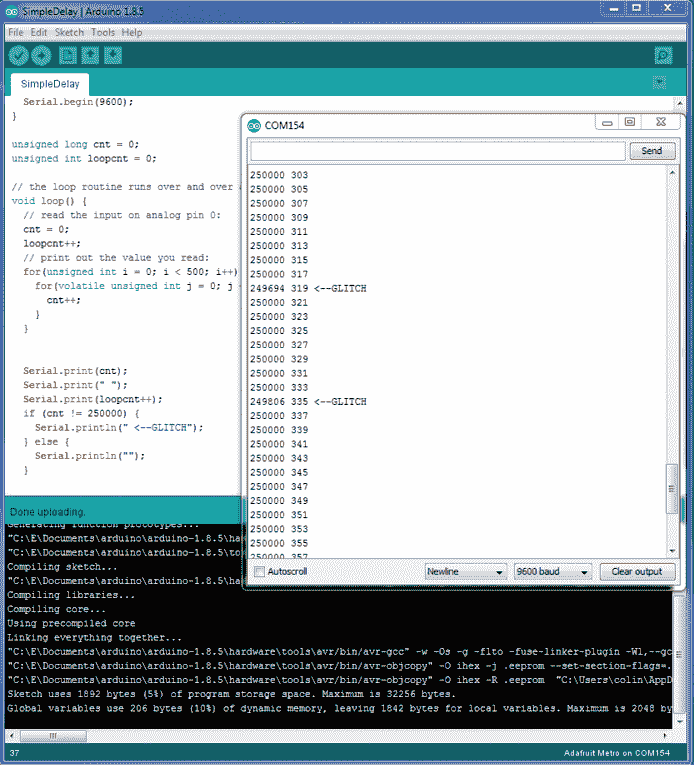 SimpleDelay | Arduino 1.8.5
File Edit Sketch Tools Help
SimpleDelay
Serial.begin(9600);
}
unsigned long cnt = 0;
unsigned int loopcnt = 0;
// the loop routine runs over and over
void loop() {
// read the input on analog pin 0:
cnt = 0;
loopcnt++;
// print out the value you read:
for(unsigned int i = 0; i < 500; i++)
for(volatile unsigned int j = 0; j
cnt++;
}
}
Serial.print(cnt);
Serial.print(" ");
Serial.print(loopcnt++);
if (cnt != 250000) {
Serial.println(" <--GLITCH");
} else {
Serial.println("");
}
COM154
Send
250000 303
250000 305
250000 307
250000 309
250000 311
250000 313
250000 315
250000 317
249694 319 <--GLITCH
250000 321
250000 323
250000 325
250000 327
250000 329
250000 331
250000 333
249806 335 <--GLITCH
250000 337
250000 339
250000 341
250000 343
250000 345
250000 347
250000 349
250000 351
250000 353
250000 355
250000 357
Autoscroll
Newline
9600 baud
Clear output
Done uploading.
Generating function prototypes...
"C:\E\Documents\arduino\arduino-1.8.5\hard
"C:\E\Documents\arduino\arduino-1.8.5\too
Compiling sketch...
"C:\E\Documents\arduino\arduino-1.8.5\hard
Compiling libraries...
Compiling core...
Using precompiled core
Linking everything together...
"C:\E\Documents\arduino\arduino-1.8.5\hardware\tools\avr/bin/avr-gcc" -w -Os -g -flto -fuse-linker-plugin -Wl,--gc
"C:\E\Documents\arduino\arduino-1.8.5\hardware\tools\avr/bin/avr-objcopy" -O ihex -j .eeprom --set-section-flags=.
"C:\E\Documents\arduino\arduino-1.8.5\hardware\tools\avr/bin/avr-objcopy" -O ihex -R .eeprom "C:\Users\colin\AppD
Sketch uses 1892 bytes (5%) of program storage space. Maximum is 32256 bytes.
Global variables use 206 bytes (10%) of dynamic memory, leaving 1842 bytes for local variables. Maximum is 2048 by
37
Adafruit Metro on COM154